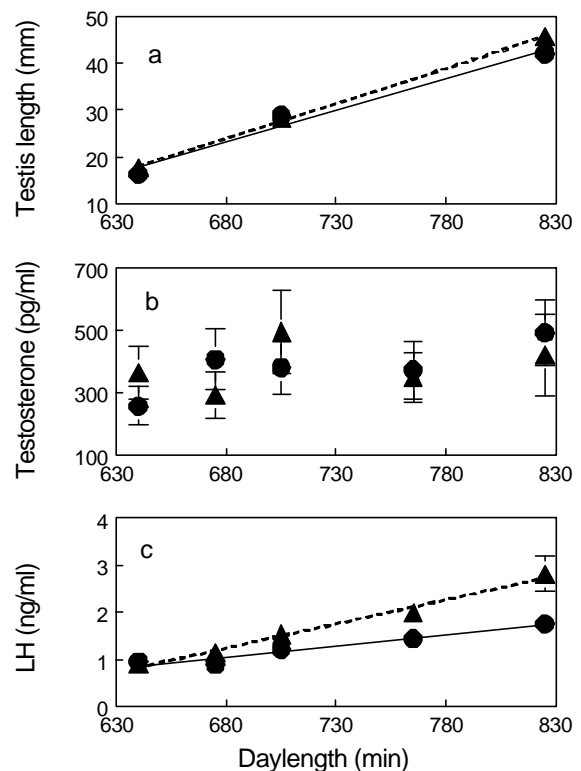 Testis length (mm)
50
40
30
20
10
a
630 680 730 780 830
Testosterone (pg/ml)
700
500
300
100
b
630 680 730 780 830
LH (ng/ml)
4
3
2
1
0
c
630 680 730 780 830
Daylength (min)